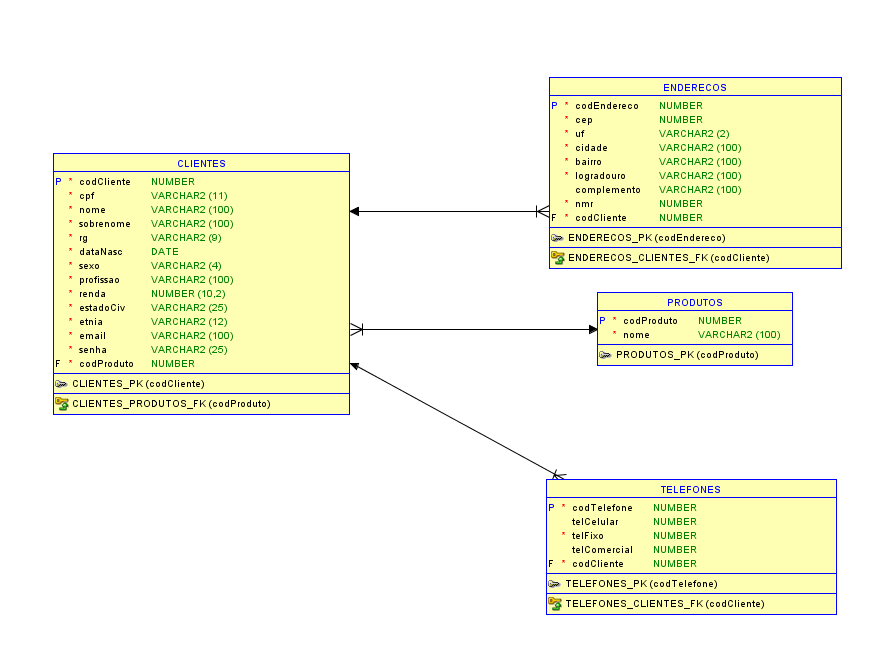 CLIENTES
P * codCliente NUMBER
* cpf VARCHAR2 (11)
* nome VARCHAR2 (100)
* sobrenome VARCHAR2 (100)
* rg VARCHAR2 (9)
* dataNasc DATE
* sexo VARCHAR2 (4)
* profissao VARCHAR2 (100)
* renda NUMBER (10,2)
* estadoCiv VARCHAR2 (25)
* etnia VARCHAR2 (12)
* email VARCHAR2 (100)
* senha VARCHAR2 (25)
F * codProduto NUMBER
CLIENTES_PK (codCliente)
CLIENTES_PRODUTOS_FK (codProduto)
ENDERECOS
P * codEndereco NUMBER
* cep NUMBER
* uf VARCHAR2 (2)
* cidade VARCHAR2 (100)
* bairro VARCHAR2 (100)
* logradouro VARCHAR2 (100)
complemento VARCHAR2 (100)
* nmr NUMBER
F * codCliente NUMBER
ENDERECOS_PK (codEndereco)
ENDERECOS_CLIENTES_FK (codCliente)
PRODUTOS
P * codProduto NUMBER
* nome VARCHAR2 (100)
PRODUTOS_PK (codProduto)
TELEFONES
P * codTelefone NUMBER
telCelular NUMBER
* telFixo NUMBER
telComercial NUMBER
F * codCliente NUMBER
TELEFONES_PK (codTelefone)
TELEFONES_CLIENTES_FK (codCliente)